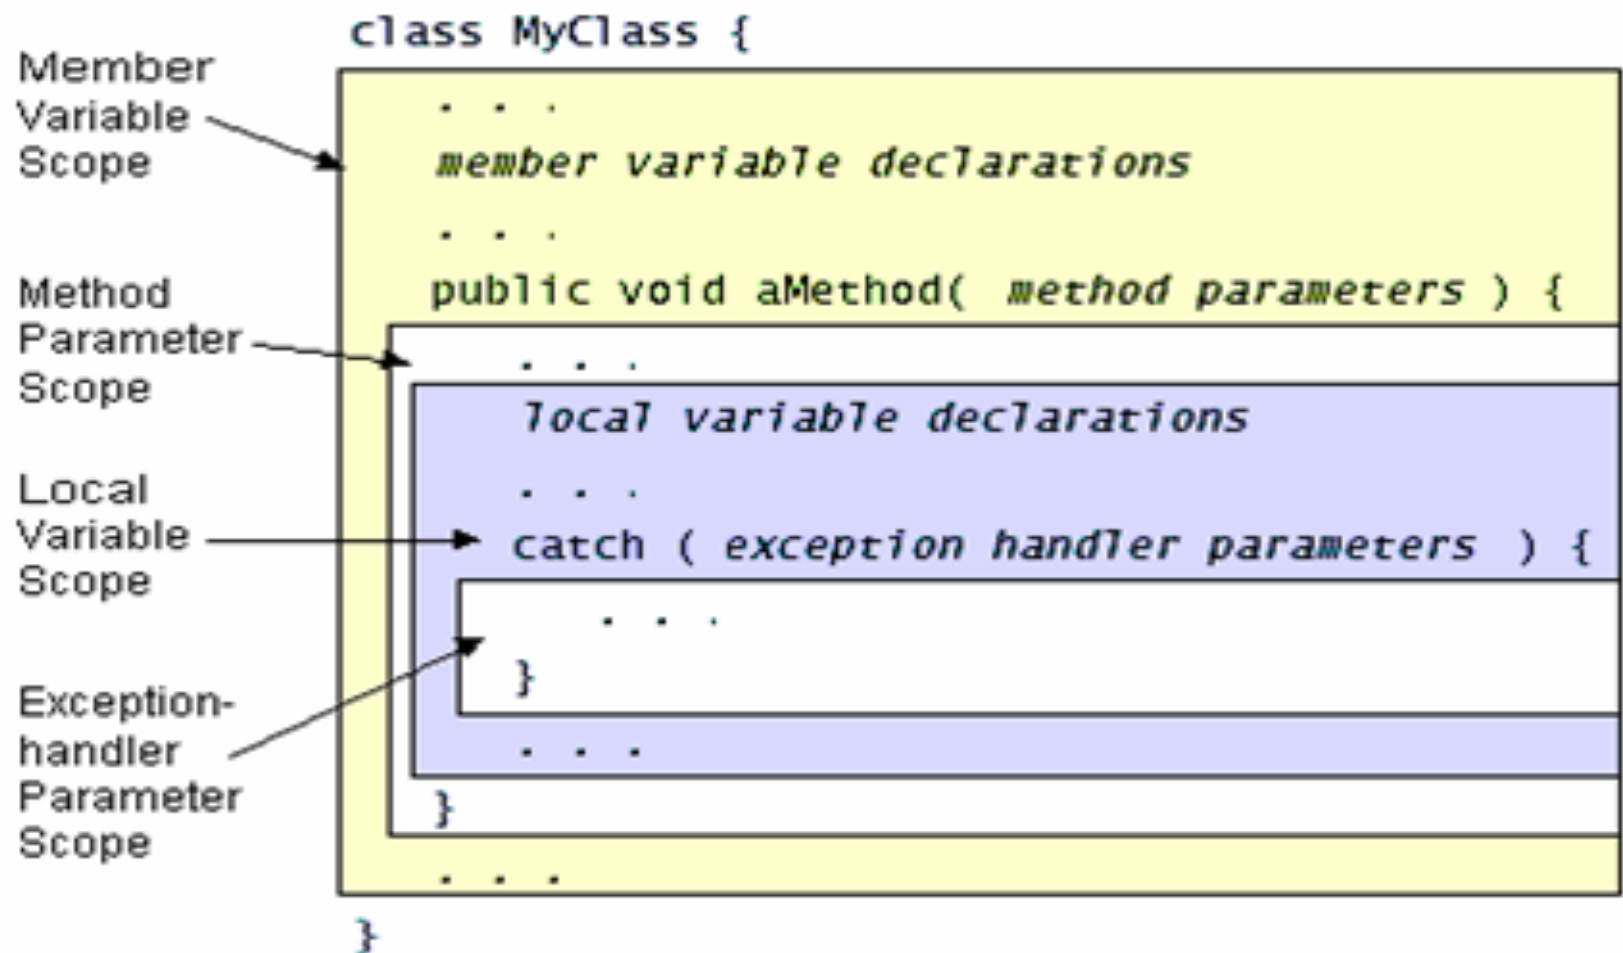 class MyClass {
Member
Variable
Scope
. . .
member variable declarations
. . .
Method
Parameter
Scope
public void aMethod( method parameters ) {
. . .
local variable declarations
. . .
Local
Variable
Scope
catch ( exception handler parameters ) {
. . .
}
Exception-
handler
Parameter
Scope
. . .
}
. . .
}